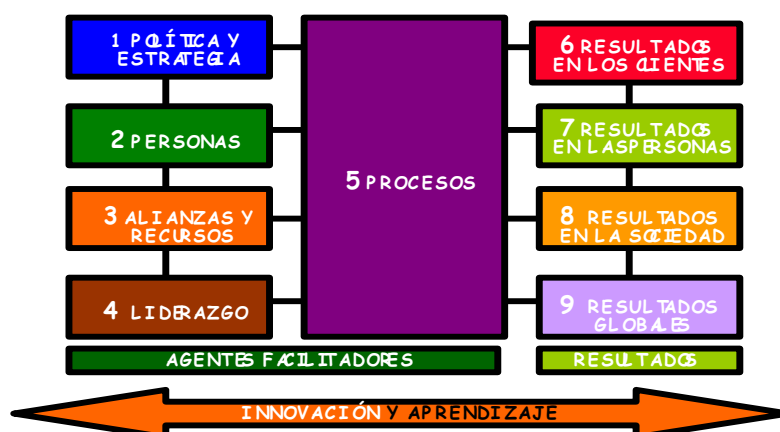 1 POLÍTICA Y
ESTRATEGIA
2 PERSONAS
3 ALIANZAS Y
RECURSOS
4 LIDERAZGO
5 PROCESOS
6 RESULTADOS
EN LOS CLIENTES
7 RESULTADOS
EN LAS PERSONAS
8 RESULTADOS
EN LA SOCIEDAD
9 RESULTADOS
GLOBALES
AGENTES FACILITADORES
RESULTADOS
INNOVACIÓN Y APRENDIZAJE